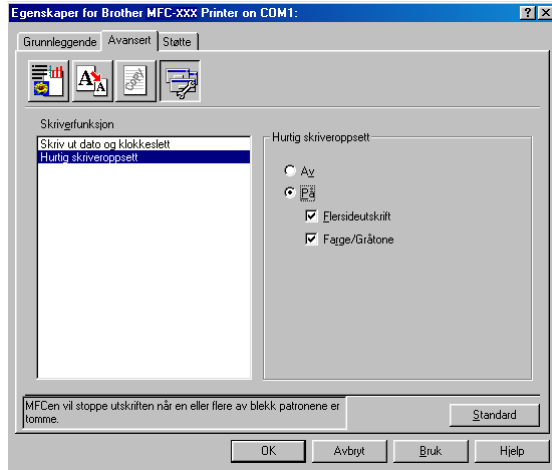 Egenskaper for Brother MFC-XXX Printer on COM1:
Grunnleggende Avansert Støtte
Skriverfunksjon
Skriv ut dato og klokkeslett
Hurtig skriveroppsett
Hurtig skriveroppsett
Av
På
Flersideutskrift
Farge/Gråtone
MFCen vil stoppe utskriften når en eller flere av blekk patronene er
tomme.
Standard
OK Avbryt Bruk Hjelp